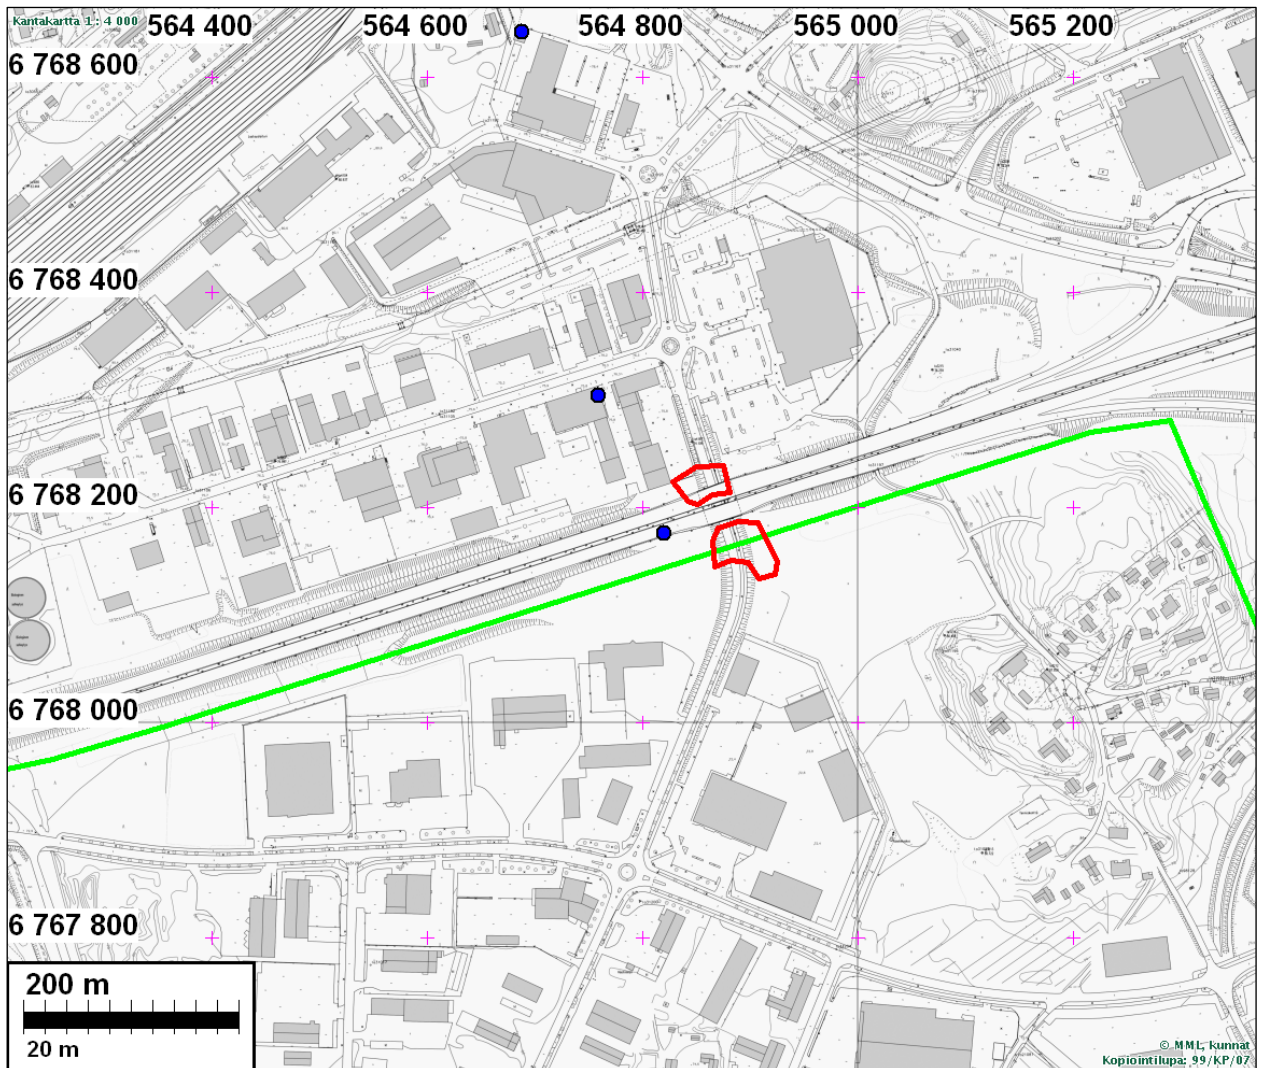 Kantakartta 1 : 4 000
564 400
564 600
564 800
565 000
565 200
6 768 600
6 768 400
6 768 200
6 768 000
6 767 800
200 m
20 m
© MML, kunnat
Kopiointilupa: 99/KP/07